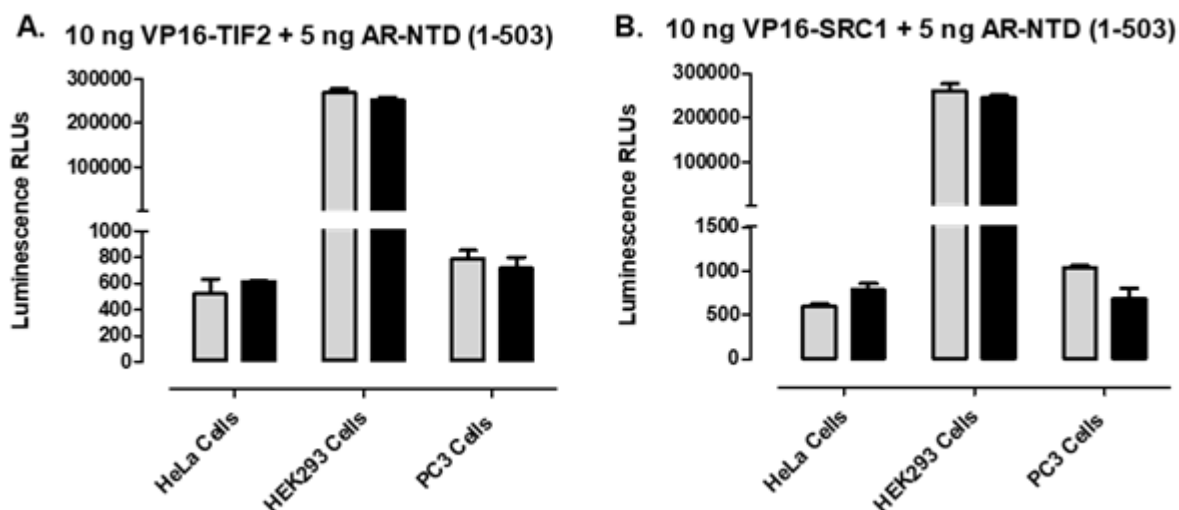 A. 10 ng VP16-TIF2 + 5 ng AR-NTD (1-503)
Luminescence RLUs
300000
200000
100000
1000
800
600
400
200
0
HeLa Cells
HEK293 Cells
PC3 Cells
B. 10 ng VP16-SRC1 + 5 ng AR-NTD (1-503)
Luminescence RLUs
300000
200000
100000
1500
1000
500
0
HeLa Cells
HEK293 Cells
PC3 Cells